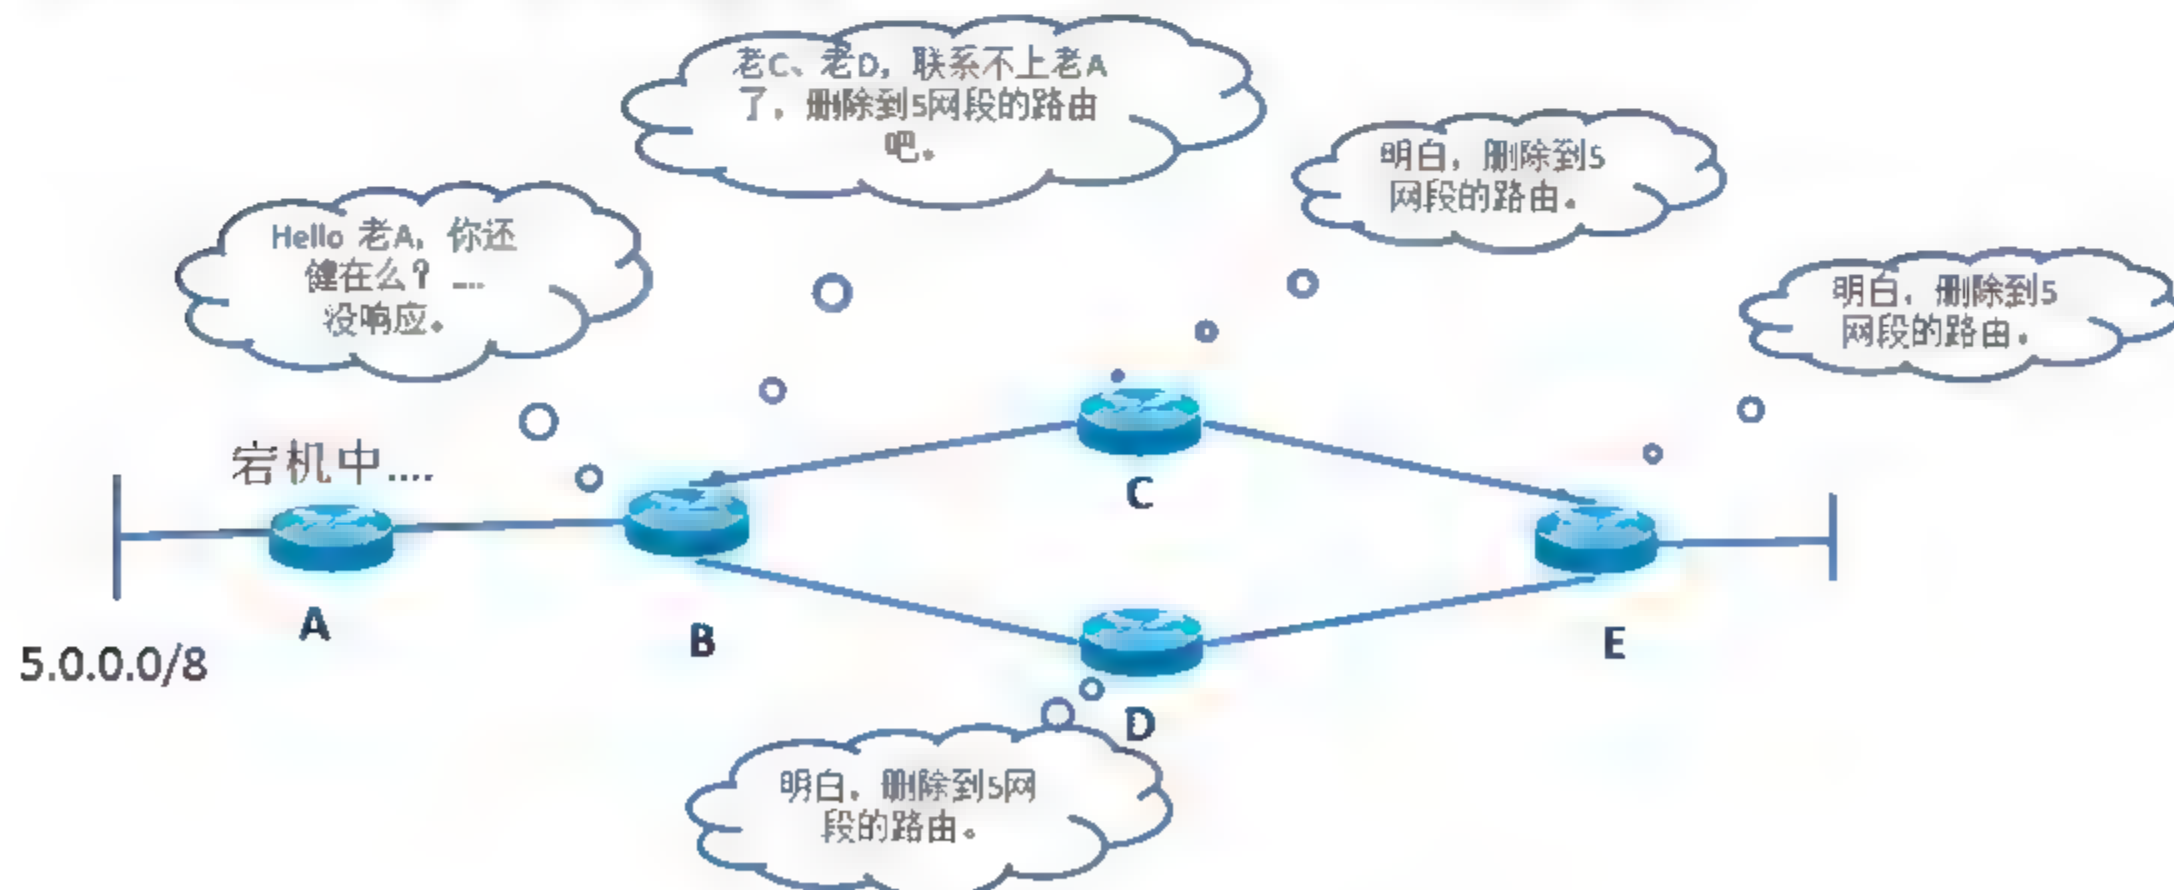 老C、老D，联系不上老A
了，删除到5网段的路由
吧。
明白，删除到5
网段的路由。
Hello 老A，你还
健在么？ ....
没响应。
明白，删除到5
网段的路由。
宕机中....
C
A
B
E
5.0.0.0/8
D
明白，删除到5网
段的路由。